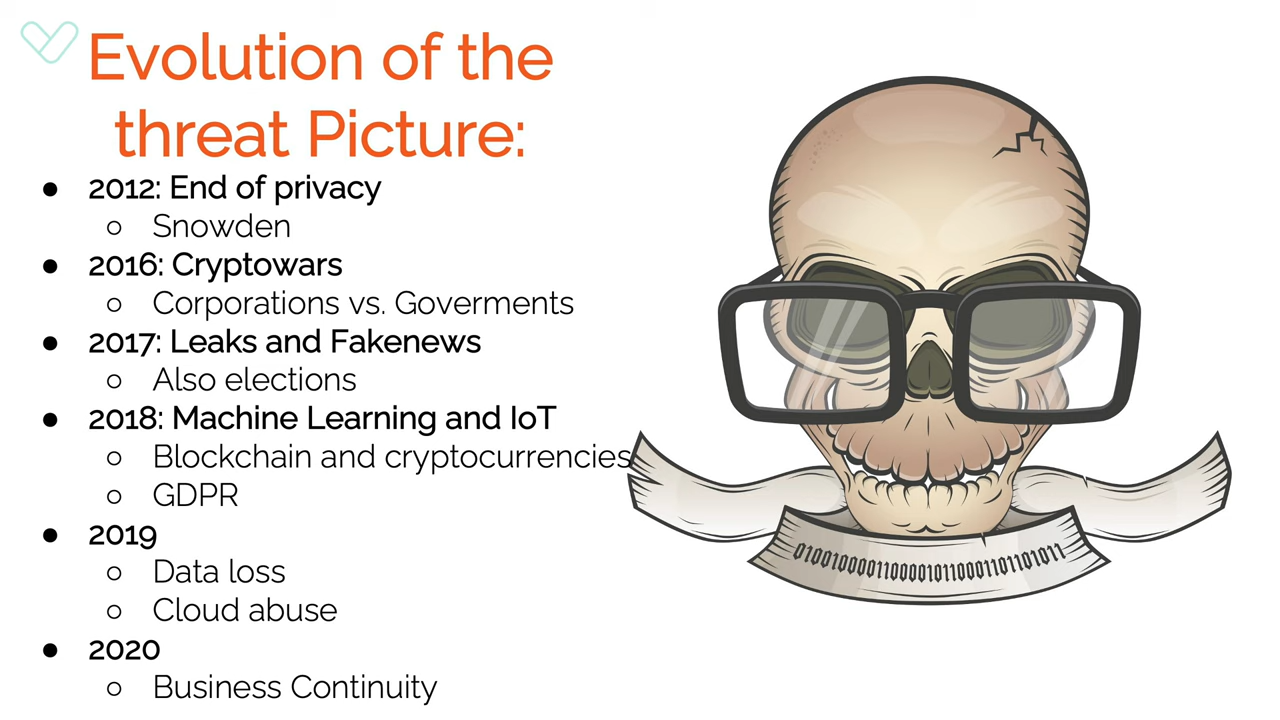 Evolution of the
threat Picture:
● 2012: End of privacy
○ Snowden
● 2016: Cryptowars
○ Corporations vs. Goverments
● 2017: Leaks and Fakenews
○ Also elections
● 2018: Machine Learning and IoT
○ Blockchain and cryptocurrencies
○ GDPR
● 2019
○ Data loss
○ Cloud abuse
● 2020
○ Business Continuity
01001000011000010110001101101011